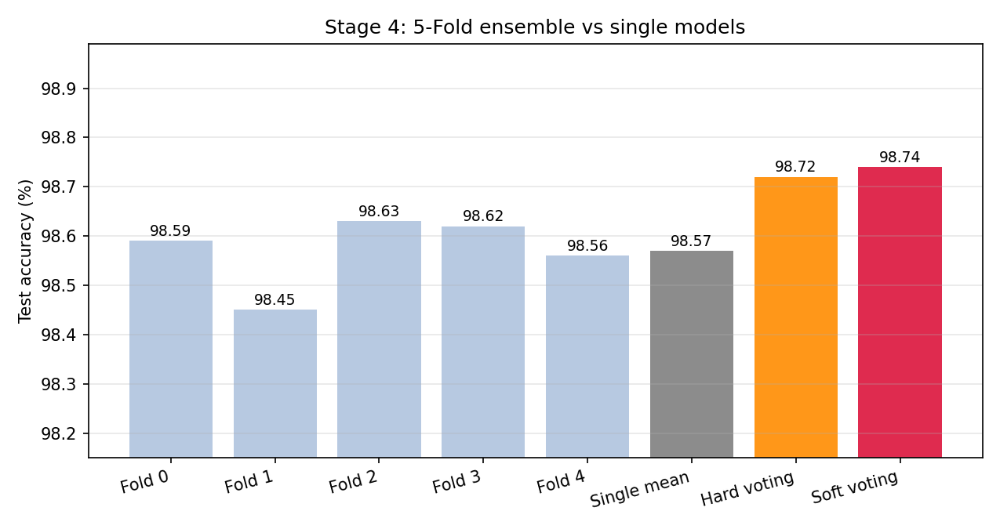 Stage 4: 5-Fold ensemble vs single models
Test accuracy (%)
98.9
98.8
98.7
98.6
98.5
98.4
98.3
98.2
98.59
98.45
98.63
98.62
98.56
98.57
98.72
98.74
Fold 0
Fold 1
Fold 2
Fold 3
Fold 4
Single mean
Hard voting
Soft voting